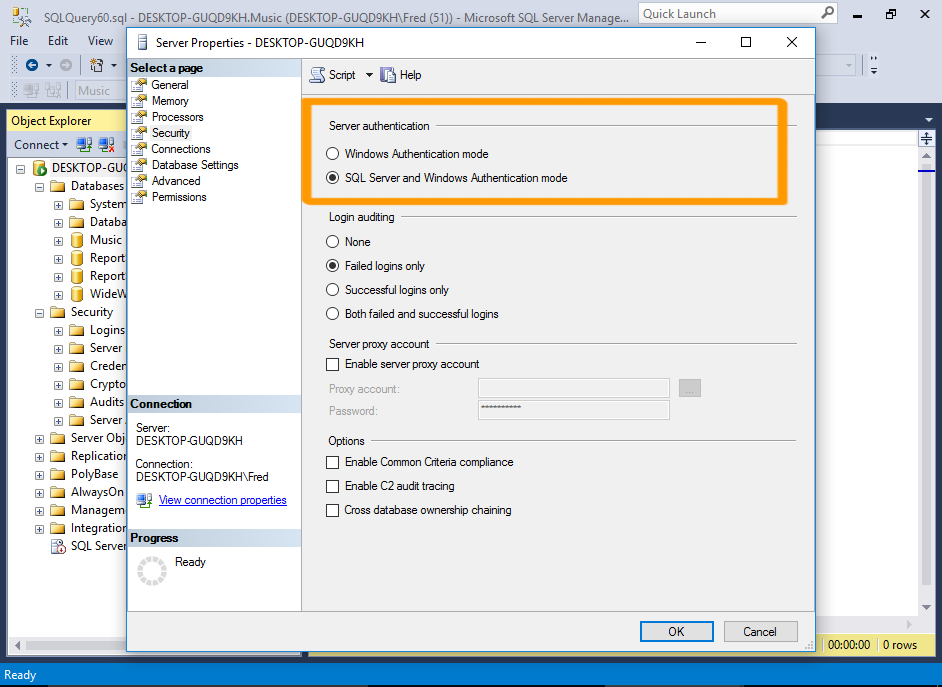 SQLQuery60.sql - DESKTOP-GUQD9KH.Music (DESKTOP-GUQD9KH\Fred (51)) - Microsoft SQL Server Manage...
Quick Launch
File Edit View
Music
Object Explorer
Connect
DESKTOP-GUQ
Databases
System
Databa
Music
Report
Report
WideW
Security
Logins
Server
Creden
Crypto
Audits
Server
Server Obj
Replication
PolyBase
AlwaysOn
Managem
Integration
SQL Server
Server Properties - DESKTOP-GUQD9KH
Select a page
General
Memory
Processors
Security
Connections
Database Settings
Advanced
Permissions
Connection
Server:
DESKTOP-GUQD9KH
Connection:
DESKTOP-GUQD9KH\Fred
View connection properties
Progress
Ready
Script Help
Server authentication
Windows Authentication mode
SQL Server and Windows Authentication mode
Login auditing
None
Failed logins only
Successful logins only
Both failed and successful logins
Server proxy account
Enable server proxy account
Proxy account:
...
Password: **********
Options
Enable Common Criteria compliance
Enable C2 audit tracing
Cross database ownership chaining
OK Cancel
00:00:00 0 rows
Ready